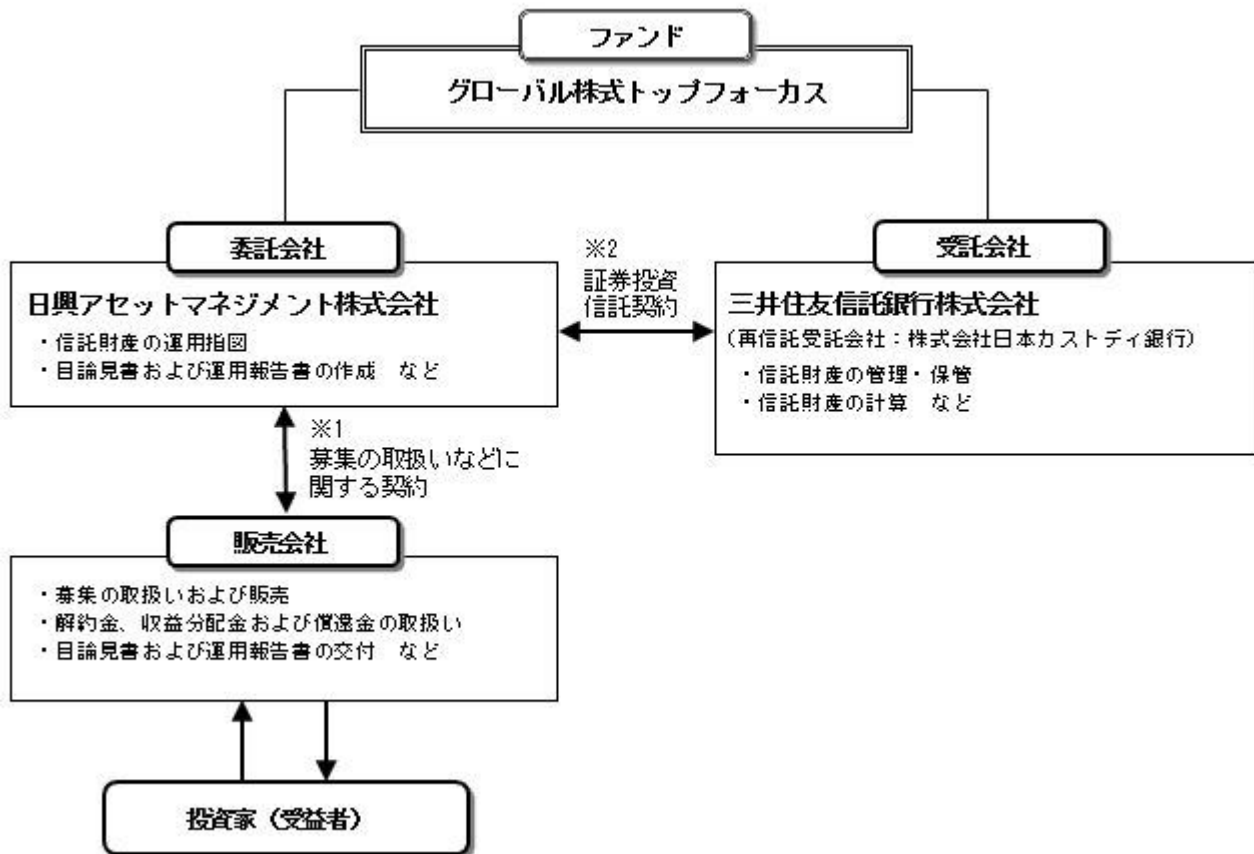 ファンド
グローバル株式トップフォーカス
委託会社
日興アセットマネジメント株式会社
・信託財産の運用指図
・目論見書および運用報告書の作成　など
※2
証券投資
信託契約
受託会社
三井住友信託銀行株式会社
(再信託受託会社：株式会社日本カストディ銀行)
・信託財産の管理・保管
・信託財産の計算　など
※1
募集の取扱いなどに
関する契約
販売会社
・募集の取扱いおよび販売
・解約金、収益分配金および償還金の取扱い
・目論見書および運用報告書の交付　など
投資家（受益者）